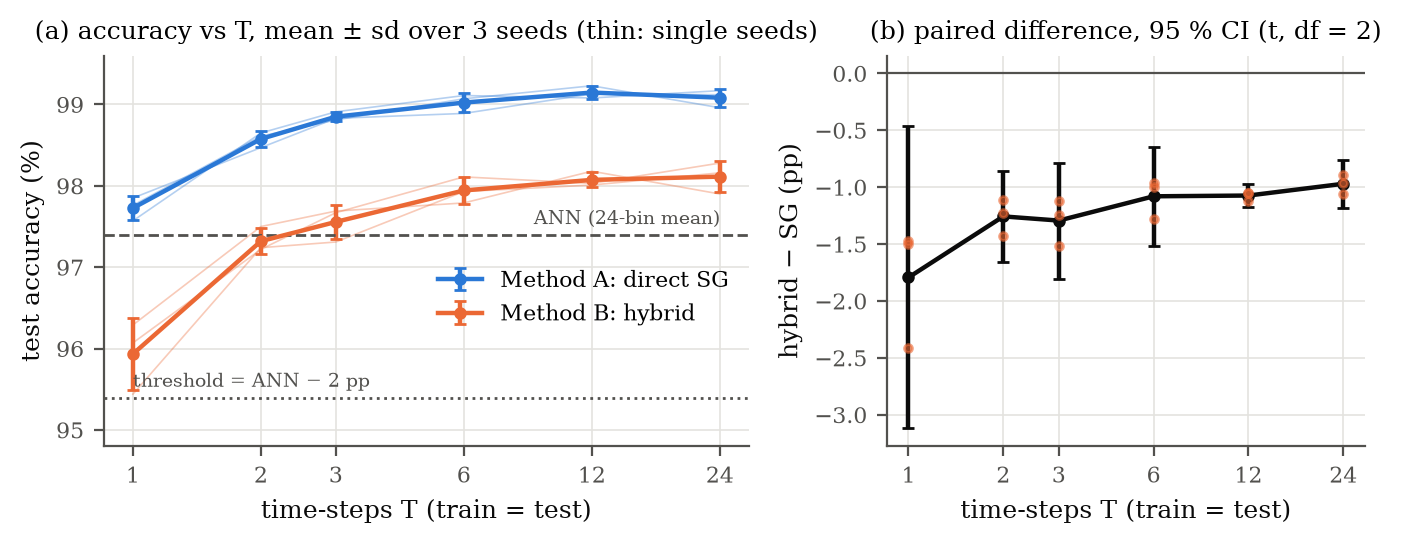 (a) accuracy vs T, mean ± sd over 3 seeds (thin: single seeds)
test accuracy (%)
99
98
97
96
95
ANN (24-bin mean)
Method A: direct SG
Method B: hybrid
threshold = ANN − 2 pp
1
2
3
6
12
24
time-steps T (train = test)
(b) paired difference, 95 % CI (t, df = 2)
hybrid − SG (pp)
0.0
−0.5
−1.0
−1.5
−2.0
−2.5
−3.0
1
2
3
6
12
24
time-steps T (train = test)